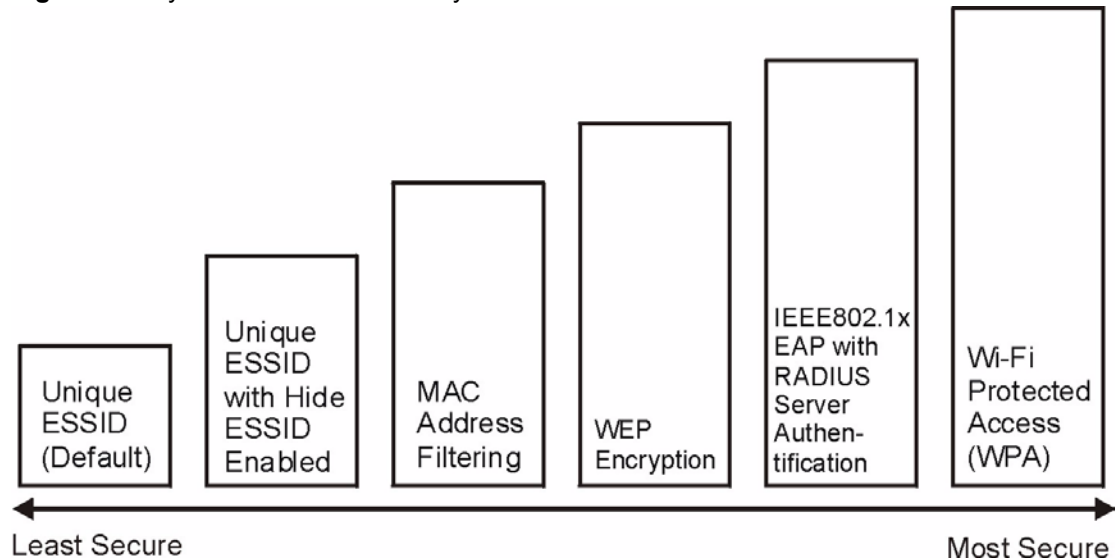 Unique
ESSID
(Default)
Unique
ESSID
with Hide
ESSID
Enabled
MAC
Address
Filtering
WEP
Encryption
IEEE802.1x
EAP with
RADIUS
Server
Authen-
tification
Wi-Fi
Protected
Access
(WPA)
Least Secure
Most Secure